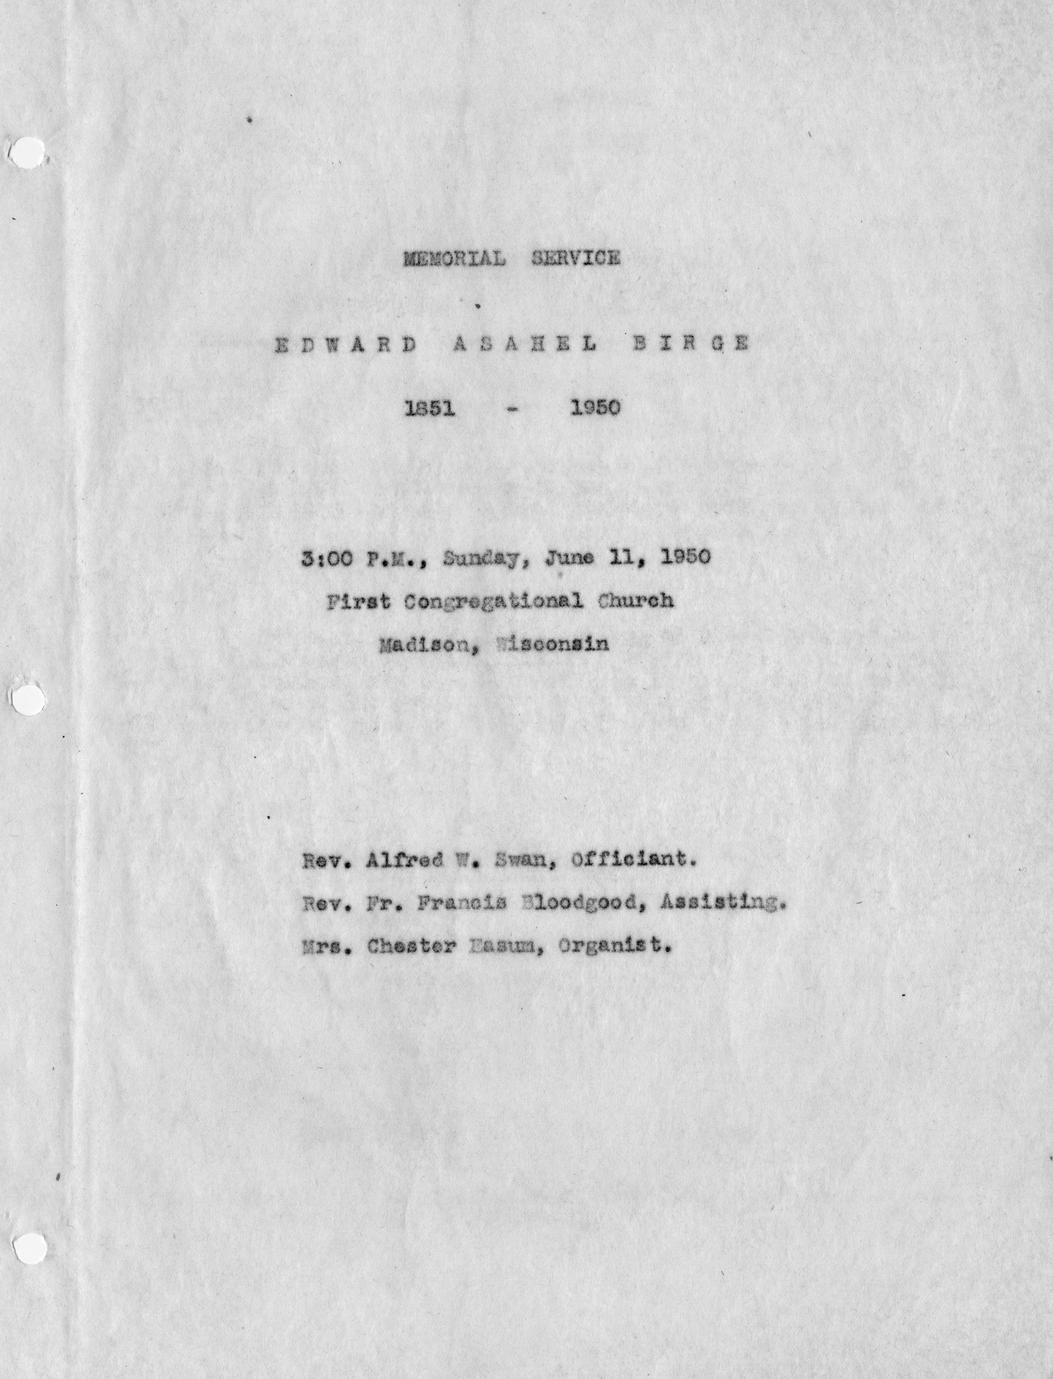 MEMORIAL SERVICE
EDWARD ASAHEL BIRGE
1851 - 1950
3:00 P.M., Sunday, June 11, 1950
First Congregational Church
Madison, Wisconsin
Rev. Alfred W. Swan, Officiant.
Rev. Fr. Francis Bloodgood, Assisting.
Mrs. Chester Easum, Organist.